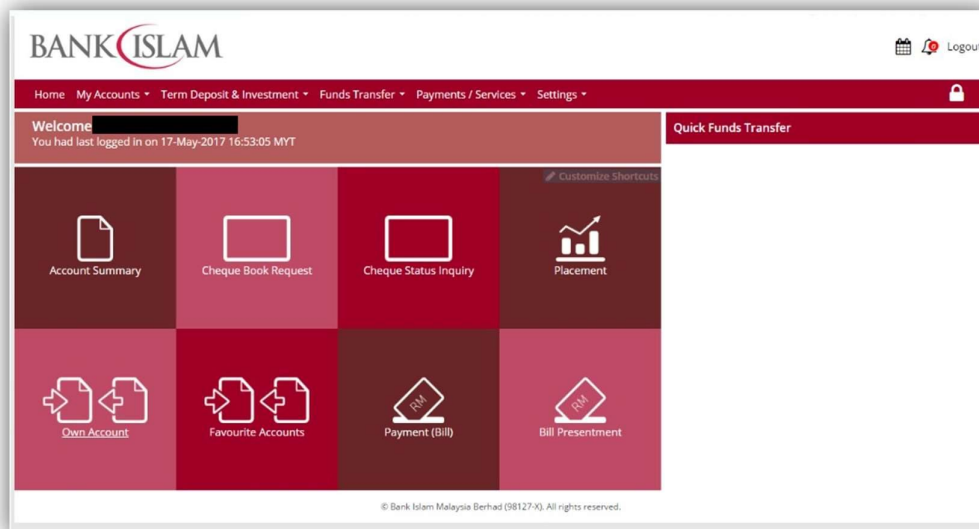 BANK ISLAM
0 Logout
Home My Accounts Term Deposit & Investment Funds Transfer Payments / Services Settings
Welcome
You had last logged in on 17-May-2017 16:53:05 MYT
Quick Funds Transfer
Customize Shortcuts
Account Summary
Cheque Book Request
Cheque Status Inquiry
Placement
RM
RM
Own Account
Favourite Accounts
Payment (Bill)
Bill Presentment
© Bank Islam Malaysia Berhad (98127-X). All rights reserved.